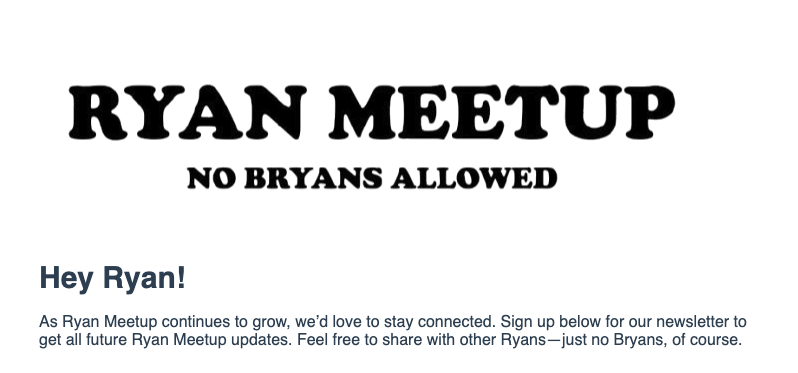 RYAN MEETUP
NO BRYANS ALLOWED
Hey Ryan!
As Ryan Meetup continues to grow, we’d love to stay connected. Sign up below for our newsletter to
get all future Ryan Meetup updates. Feel free to share with other Ryans—just no Bryans, of course.